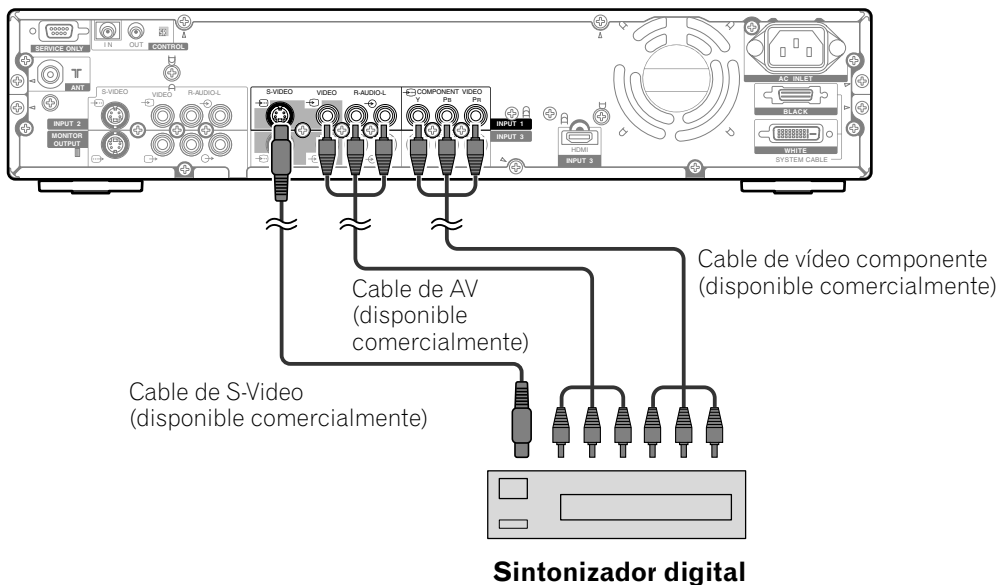 SERVICE ONLY
IN
OUT
CONTROL
ANT
S-VIDEO
VIDEO
R-AUDIO-L
INPUT 2
MONITOR
OUTPUT
S-VIDEO
VIDEO
R-AUDIO-L
COMPONENT VIDEO
Y PB PR
INPUT 1
INPUT 3
HDMI
INPUT 3
AC INLET
BLACK
WHITE
SYSTEM CABLE
Cable de vídeo componente
(disponible comercialmente)
Cable de AV
(disponible
comercialmente)
Cable de S-Video
(disponible comercialmente)
Sintonizador digital